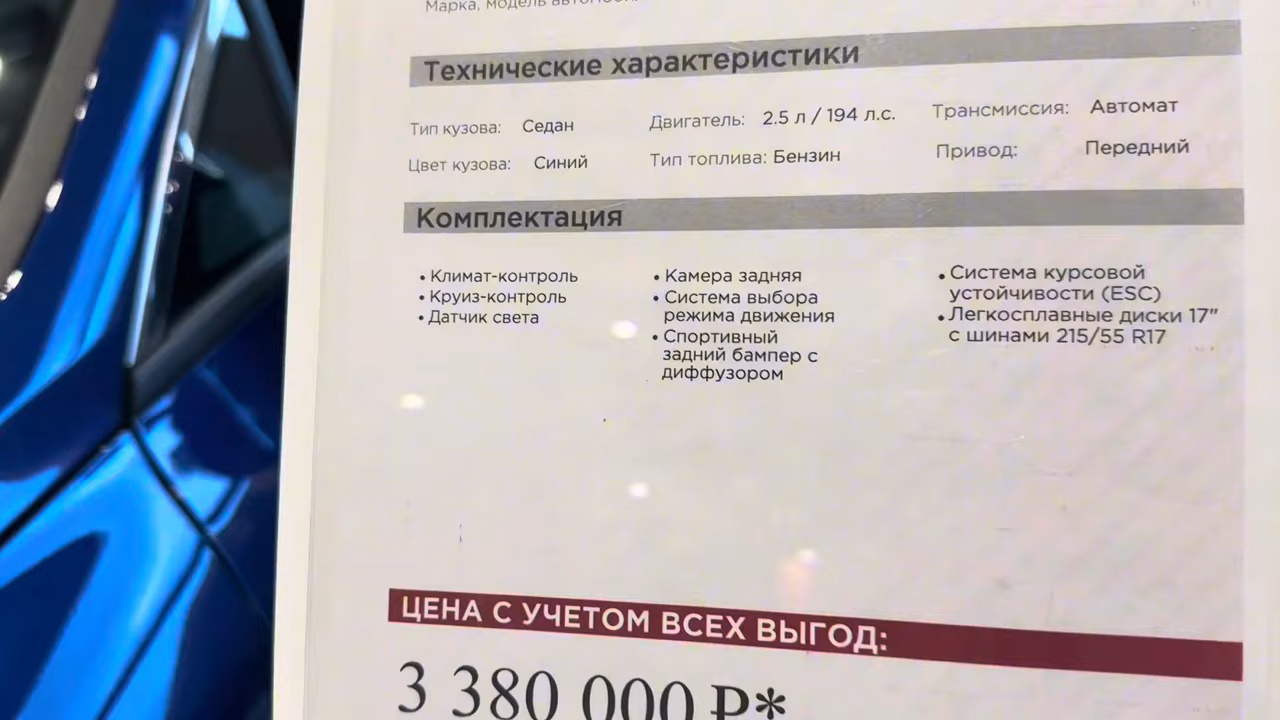 Марка, модель
Технические характеристики
Тип кузова: Седан Двигатель: 2.5 л / 194 л.с. Трансмиссия: Автомат
Цвет кузова: Синий Тип топлива: Бензин Привод: Передний
Комплектация
• Климат-контроль
• Круиз-контроль
• Датчик света
• Камера задняя
• Система выбора
режима движения
• Спортивный
задний бампер с
диффузором
• Система курсовой
устойчивости (ESC)
• Легкосплавные диски 17"
с шинами 215/55 R17
ЦЕНА С УЧЕТОМ ВСЕХ ВЫГОД:
3 380 000 ₽*